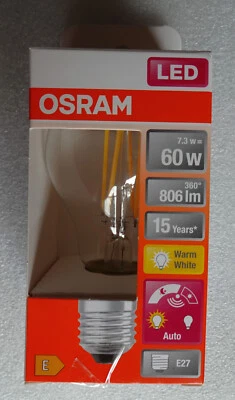 LED
OSRAM
7.3 w=
60 w
360°
806 lm
15 Years*
Warm
White
Auto
E
E27